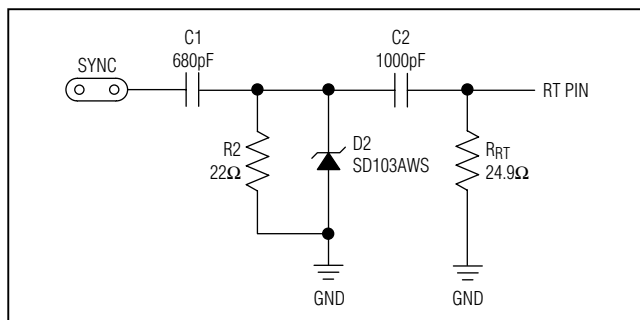 SYNC
C1
680pF
C2
1000pF
RT PIN
R2
22Ω
D2
SD103AWS
RRT
24.9Ω
GND
GND